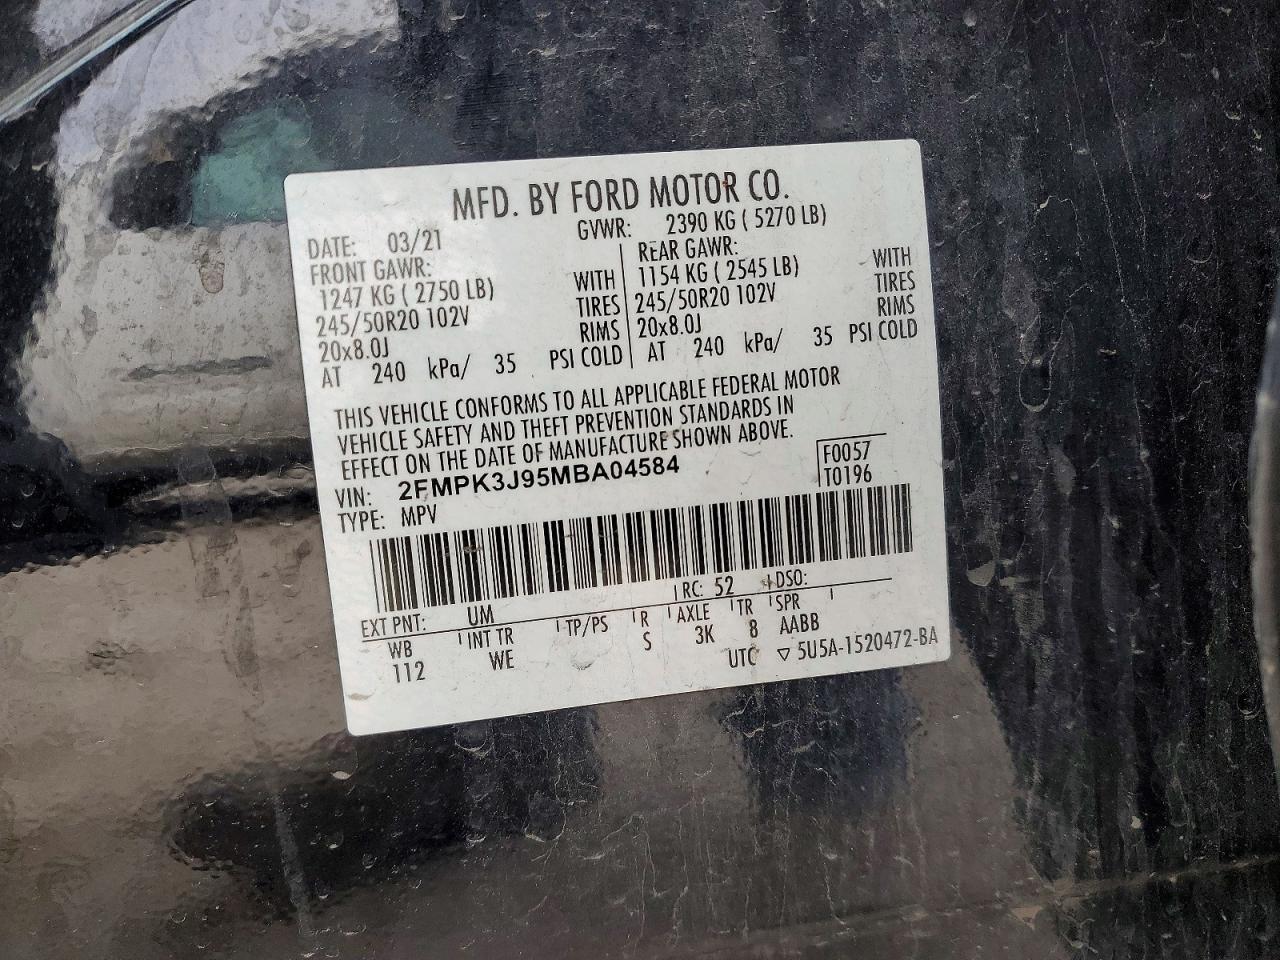 MFD. BY FORD MOTOR CO.
DATE: 03/21 GVWR: 2390 KG ( 5270 LB)
FRONT GAWR: REAR GAWR:
1247 KG ( 2750 LB) WITH 1154 KG ( 2545 LB) WITH
245/50R20 102V TIRES 245/50R20 102V TIRES
20x8.0J RIMS 20x8.0J RIMS
AT 240 kPa/ 35 PSI COLD AT 240 kPa/ 35 PSI COLD
THIS VEHICLE CONFORMS TO ALL APPLICABLE FEDERAL MOTOR
VEHICLE SAFETY AND THEFT PREVENTION STANDARDS IN
EFFECT ON THE DATE OF MANUFACTURE SHOWN ABOVE.
VIN: 2FMPK3J95MBA04584 F0057
TYPE: MPV T0196
EXT PNT: UM RC: 52 DSO:
WB INT TR TP/PS R AXLE TR SPR
112 WE S 3K 8 AABB
UTC ▽ 5U5A-1520472-BA